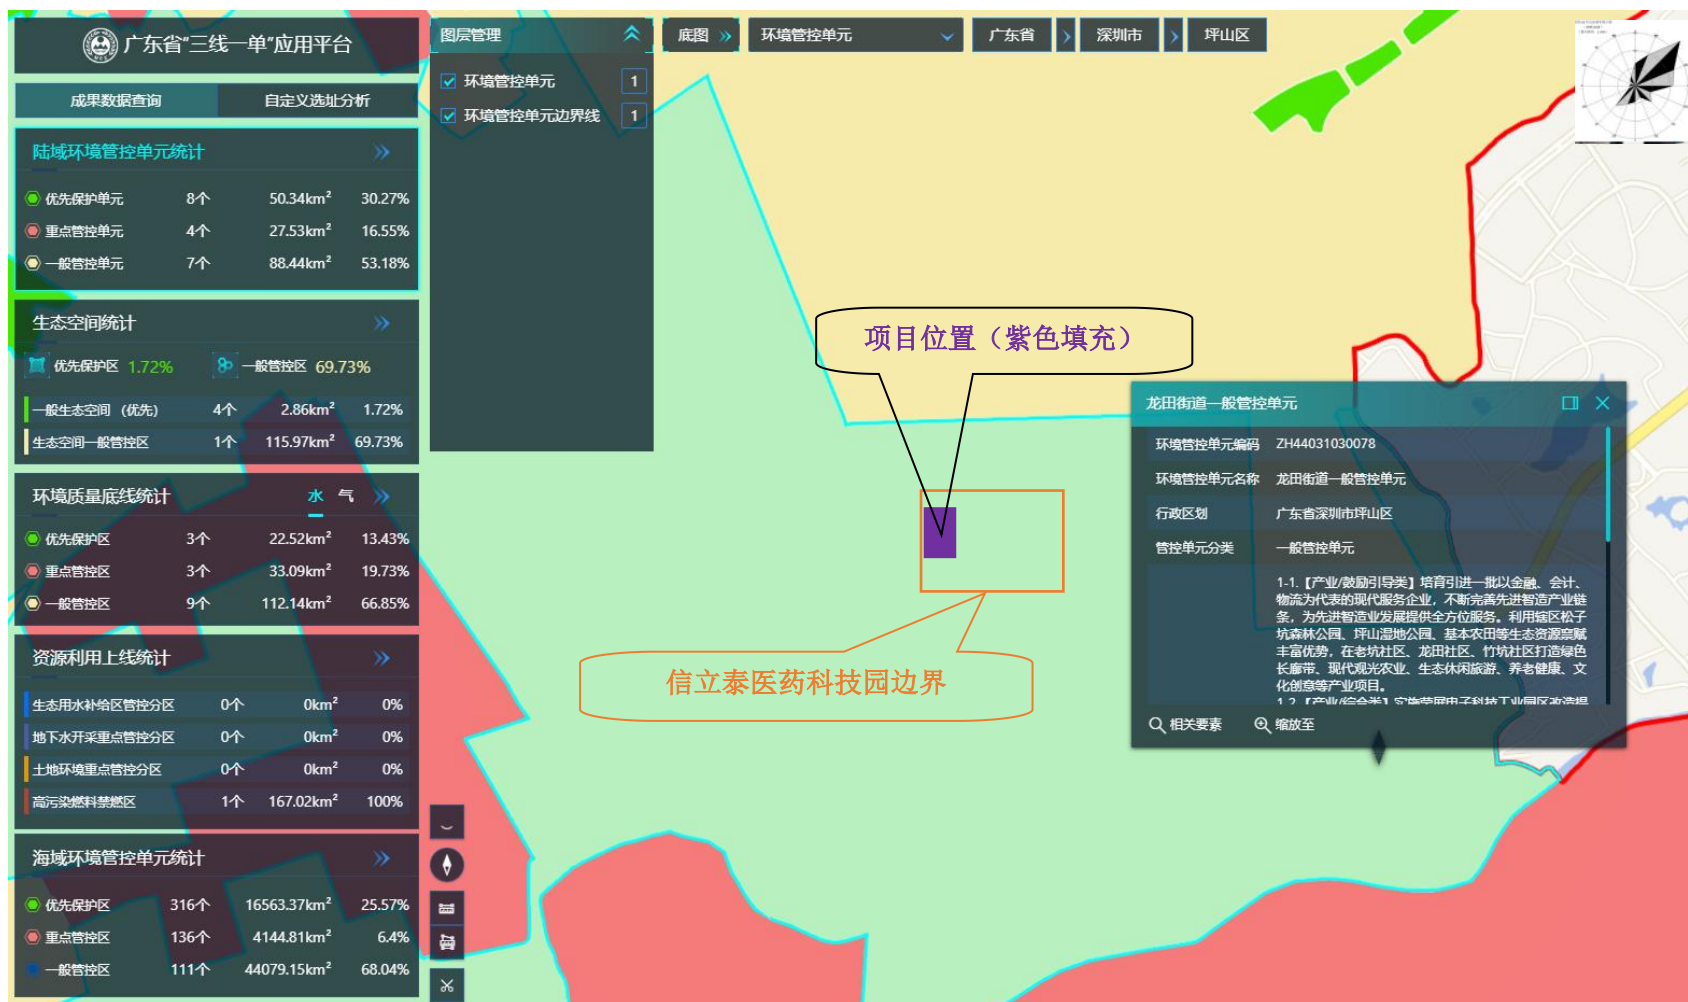 广东省"三线一单"应用平台
成果数据查询 自定义选址分析
陆域环境管控单元统计
优先保护单元 8个 50.34km² 30.27%
重点管控单元 4个 27.53km² 16.55%
一般管控单元 7个 88.44km² 53.18%
生态空间统计
优先保护区 1.72% 一般管控区 69.73%
一般生态空间（优先） 4个 2.86km² 1.72%
生态空间一般管控区 1个 115.97km² 69.73%
环境质量底线统计 水 气
优先保护区 3个 22.52km² 13.43%
重点管控区 3个 33.09km² 19.73%
一般管控区 9个 112.14km² 66.85%
资源利用上线统计
生态用水补给区管控分区 0个 0km² 0%
地下水开采重点管控分区 0个 0km² 0%
土地环境重点管控分区 0个 0km² 0%
高污染燃料禁燃区 1个 167.02km² 100%
海域环境管控单元统计
优先保护区 316个 16563.37km² 25.57%
重点管控区 136个 4144.81km² 6.4%
一般管控区 111个 44079.15km² 68.04%
图层管理
环境管控单元 1
环境管控单元边界线 1
底图 环境管控单元 广东省 深圳市 坪山区
项目位置（紫色填充）
信立泰医药科技园边界
龙田街道一般管控单元
环境管控单元编码 ZH44031030078
环境管控单元名称 龙田街道一般管控单元
行政区划 广东省深圳市坪山区
管控单元分类 一般管控单元
1-1.【产业/鼓励引导类】培育引进一批以金融、会计、
物流为代表的现代服务企业，不断完善先进智造产业链
条，为先进智造业发展提供全方位服务。利用辖区松子
坑森林公园、坪山湿地公园、基本农田等生态资源禀赋
丰富优势，在老坑社区、龙田社区、竹坑社区打造绿色
长廊带、现代观光农业、生态休闲旅游、养老健康、文
化创意等产业项目。
1-2.【产业/综合类】实施荣展电子科技工业园区改造提
相关要素 缩放至